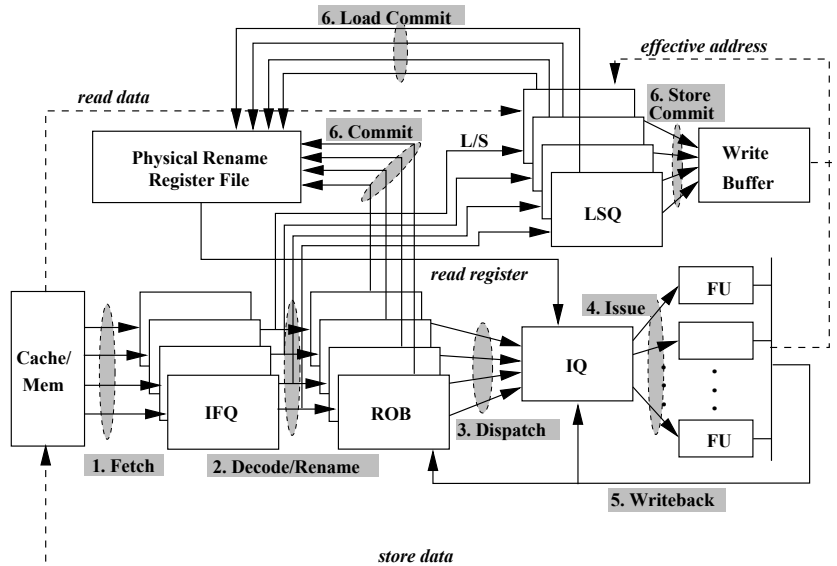 6. Load Commit
effective address
read data
6. Commit
L/S
6. Store
Commit
Physical Rename
Register File
Write
Buffer
LSQ
read register
4. Issue
FU
Cache/
Mem
IQ
IFQ
ROB
FU
3. Dispatch
1. Fetch
2. Decode/Rename
5. Writeback
store data